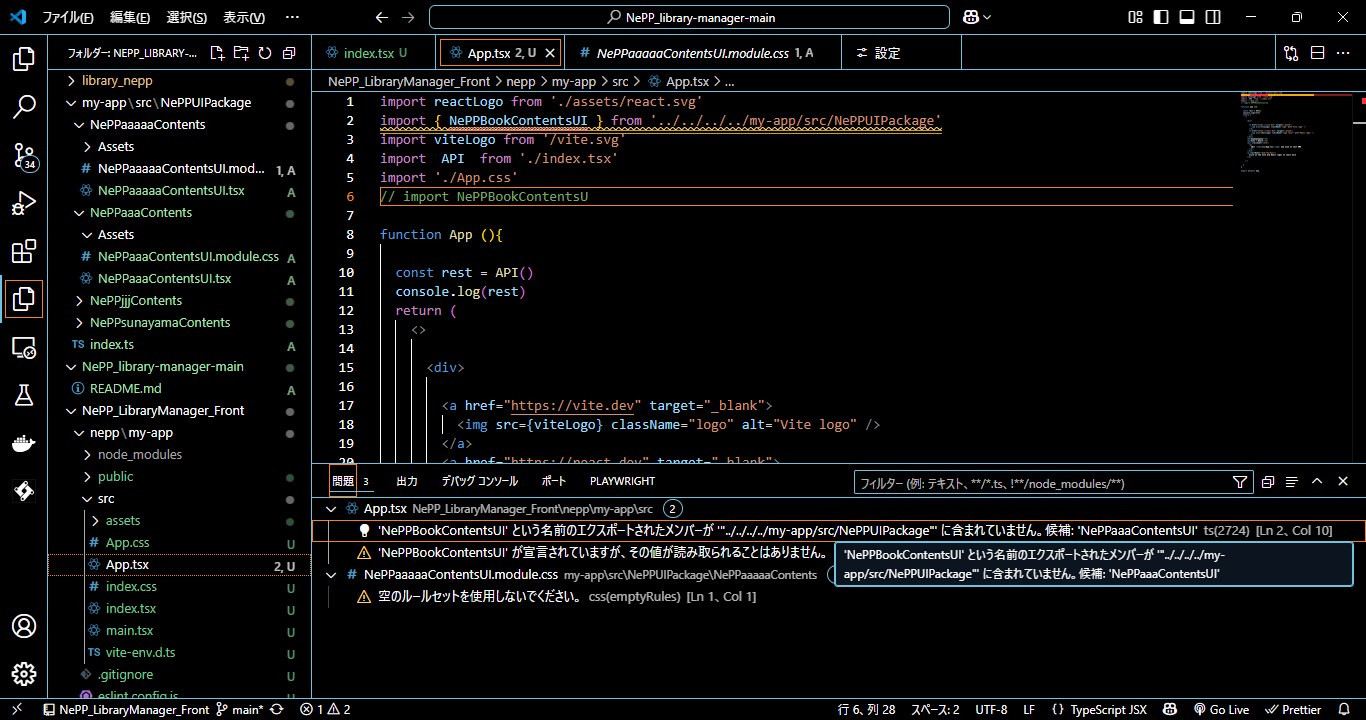 ファイル(F) 編集(E) 選択(S) 表示(V) … NePP_library-manager-main
フォルダー: NEPP_LIBRARY-...
library_nepp
my-app\src\NePPUIPackage
NePPaaaaaContents
Assets
NePPaaaaaContentsUI.mod... 1, A
NePPaaaaaContentsUI.tsx A
NePPaaaContents
Assets
NePPaaaContentsUI.module.css A
NePPaaaContentsUI.tsx A
NePPjjjContents
NePPsunayamaContents
TS index.ts A
NePP_library-manager-main
README.md A
NePP_LibraryManager_Front
nepp\my-app
node_modules
public
src
assets
# App.css U
App.tsx 2, U
# index.css U
index.tsx U
main.tsx U
TS vite-env.d.ts U
.gitignore U
eslint.config.js U
34
index.tsx U App.tsx 2, U # NePPaaaaaContentsUI.module.css 1, A 設定
NePP_LibraryManager_Front > nepp > my-app > src > App.tsx > ...
1 import reactLogo from './assets/react.svg'
2 import { NePPBookContentsUI } from '../../../../my-app/src/NePPUIPackage'
3 import viteLogo from '/vite.svg'
4 import  API  from './index.tsx'
5 import './App.css'
6 // import NePPBookContentsU
7
8 function App (){
9
10 const rest = API()
11 console.log(rest)
12 return (
13 <>
14
15 <div>
16
17 <a href="https://vite.dev" target="_blank">
18 <img src={viteLogo} className="logo" alt="Vite logo" />
19 </a>
20 <a href="https://react.dev" target="_blank">
問題 3 出力 デバッグ コンソール ポート PLAYWRIGHT フィルター (例: テキスト、**/*.ts、!**/node_modules/**)
App.tsx NePP_LibraryManager_Front\nepp\my-app\src 2
'NePPBookContentsUI' という名前のエクスポートされたメンバーが '"../../../../my-app/src/NePPUIPackage"' に含まれていません。候補: 'NePPaaaContentsUI' ts(2724) [Ln 2、Col 10]
'NePPBookContentsUI' が宣言されていますが、その値が読み取られることはありません。
'NePPBookContentsUI' という名前のエクスポートされたメンバーが '"../../../../my-
app/src/NePPUIPackage"' に含まれていません。候補: 'NePPaaaContentsUI'
# NePPaaaaaContentsUI.module.css my-app\src\NePPUIPackage\NePPaaaaaContents
空のルールセットを使用しないでください。 css(emptyRules) [Ln 1、Col 1]
NePP_LibraryManager_Front main* 1 2 行 6、列 28 スペース: 2 UTF-8 LF {} TypeScript JSX Go Live Prettier